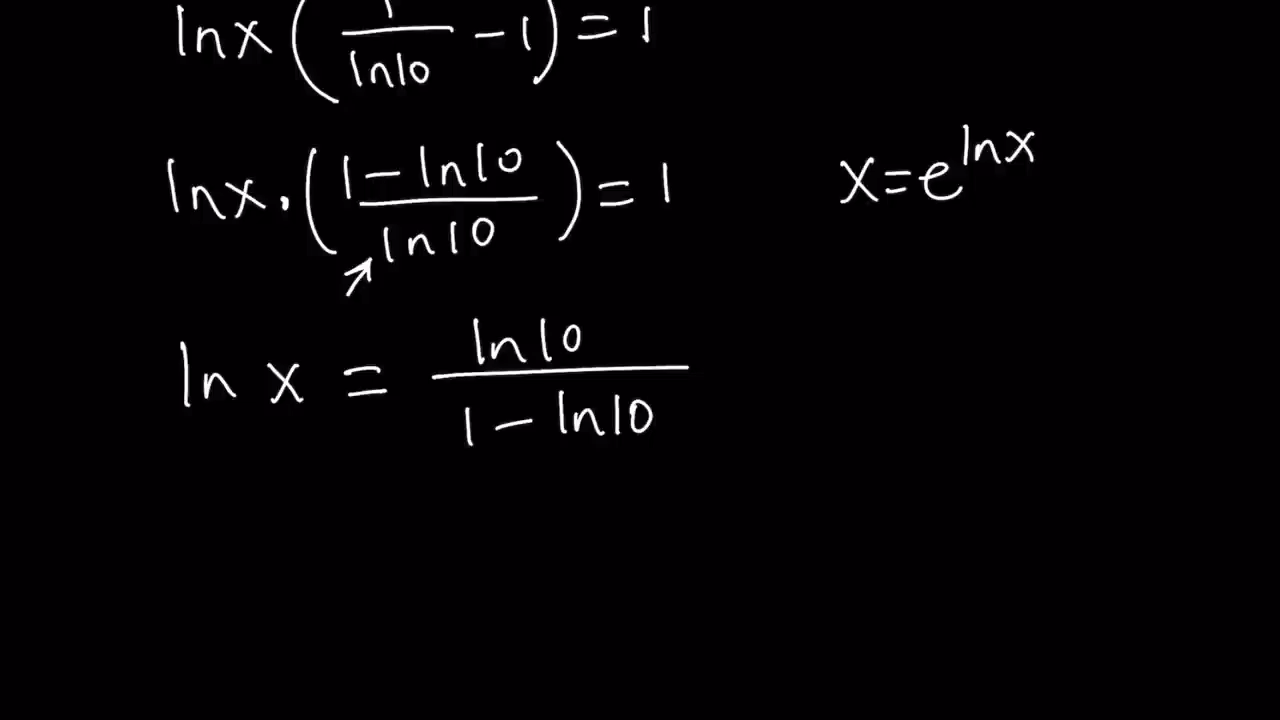 ln x (1/ln10 - 1) = 1
ln x · (1 - ln10 / ln10) = 1
x = e^ln x
ln x = ln10 / 1 - ln10